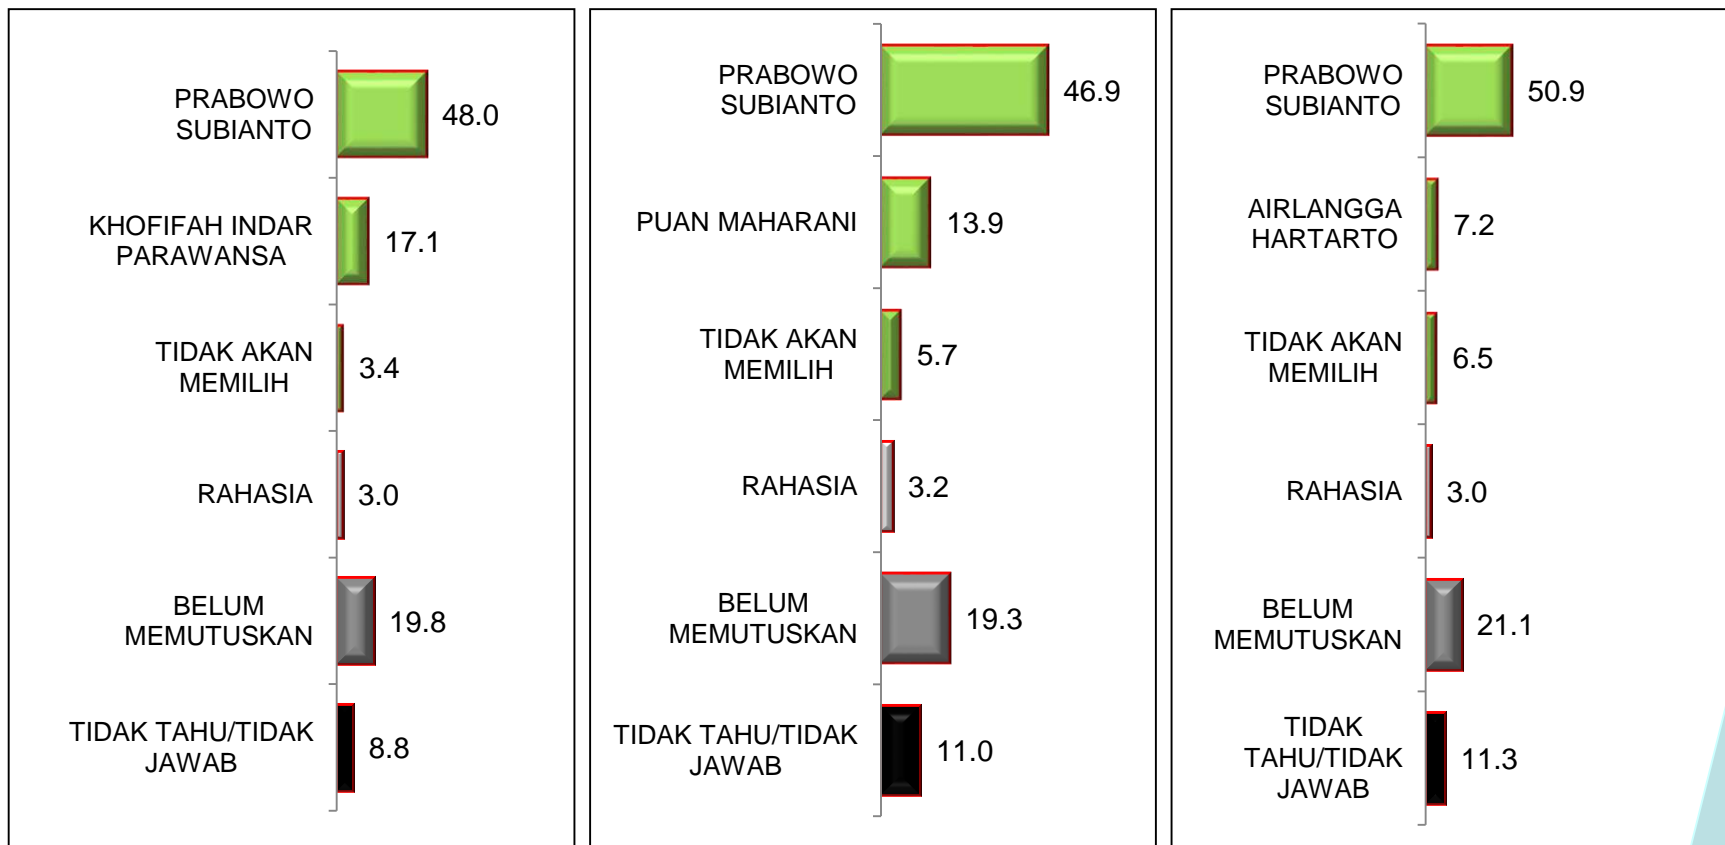 PRABOWO
SUBIANTO
48.0
KHOFIFAH INDAR
PARAWANSA
17.1
TIDAK AKAN
MEMILIH
3.4
RAHASIA
3.0
BELUM
MEMUTUSKAN
19.8
TIDAK TAHU/TIDAK
JAWAB
8.8
PRABOWO
SUBIANTO
46.9
PUAN MAHARANI
13.9
TIDAK AKAN
MEMILIH
5.7
RAHASIA
3.2
BELUM
MEMUTUSKAN
19.3
TIDAK TAHU/TIDAK
JAWAB
11.0
PRABOWO
SUBIANTO
50.9
AIRLANGGA
HARTARTO
7.2
TIDAK AKAN
MEMILIH
6.5
RAHASIA
3.0
BELUM
MEMUTUSKAN
21.1
TIDAK
TAHU/TIDAK
JAWAB
11.3